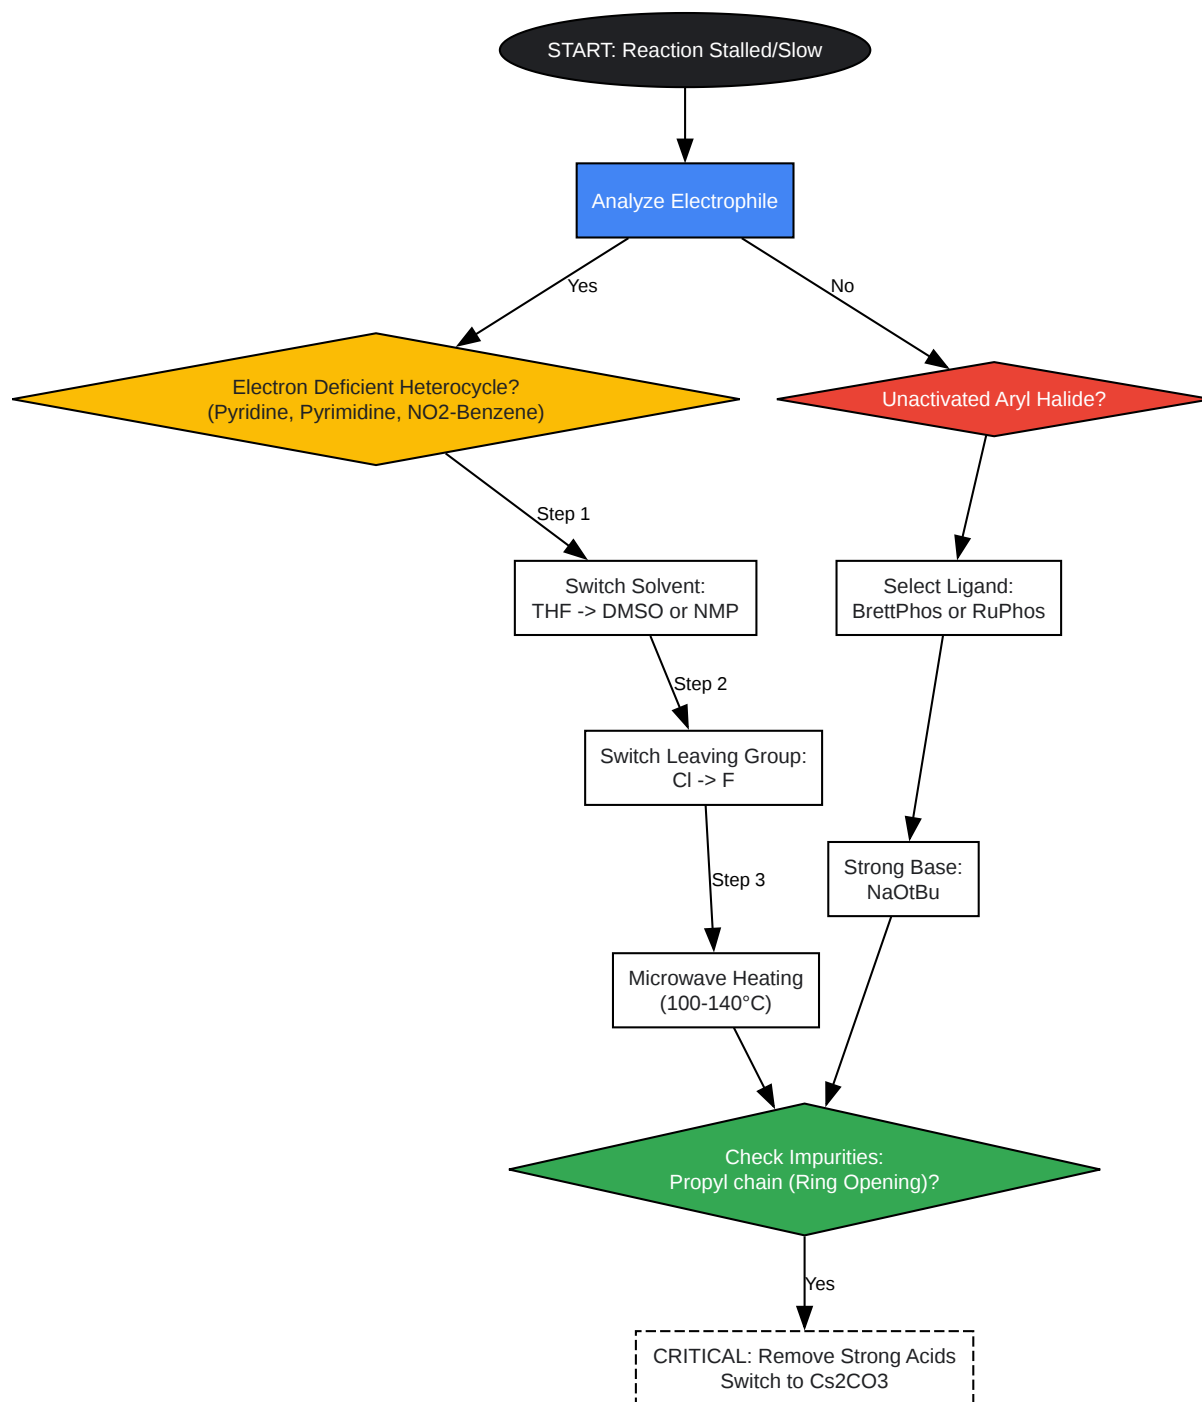 START: Reaction Stalled/Slow
Analyze Electrophile
Yes
No
Electron Deficient Heterocycle?
(Pyridine, Pyrimidine, NO2-Benzene)
Unactivated Aryl Halide?
Step 1
Switch Solvent:
THF -> DMSO or NMP
Select Ligand:
BrettPhos or RuPhos
Step 2
Switch Leaving Group:
Cl -> F
Step 3
Strong Base:
NaOtBu
Microwave Heating
(100-140°C)
Check Impurities:
Propyl chain (Ring Opening)?
Yes
CRITICAL: Remove Strong Acids
Switch to Cs2CO3